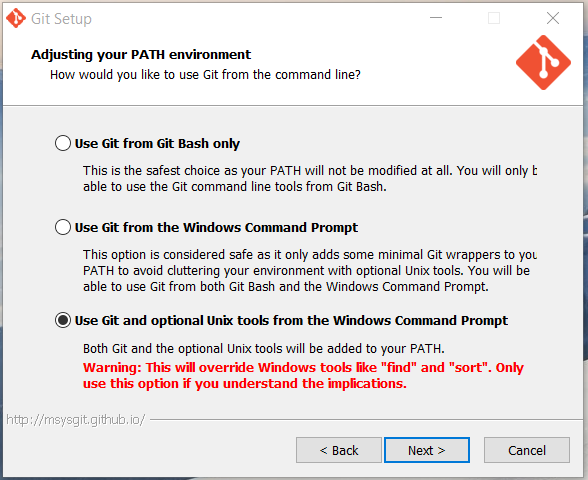 Git Setup
Adjusting your PATH environment
How would you like to use Git from the command line?
Use Git from Git Bash only
This is the safest choice as your PATH will not be modified at all. You will only
able to use the Git command line tools from Git Bash.
Use Git from the Windows Command Prompt
This option is considered safe as it only adds some minimal Git wrappers to you
PATH to avoid cluttering your environment with optional Unix tools. You will be
able to use Git from both Git Bash and the Windows Command Prompt.
Use Git and optional Unix tools from the Windows Command Prompt
Both Git and the optional Unix tools will be added to your PATH.
Warning: This will override Windows tools like "find" and "sort". Only
use this option if you understand the implications.
http://msysgit.github.io/
< Back
Next >
Cancel